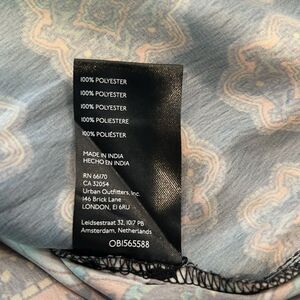 100% POLYESTER
100% POLYESTER
100% POLYESTER
100% POLIESTERE
100% POLIÉSTER
MADE IN INDIA
HECHO EN INDIA
RN 66170
CA 32054
Urban Outfitters, Inc.
146 Brick Lane
LONDON, E1 6RU
Leidsestraat 32, 1017 PB
Amsterdam, Netherlands
OB1565588